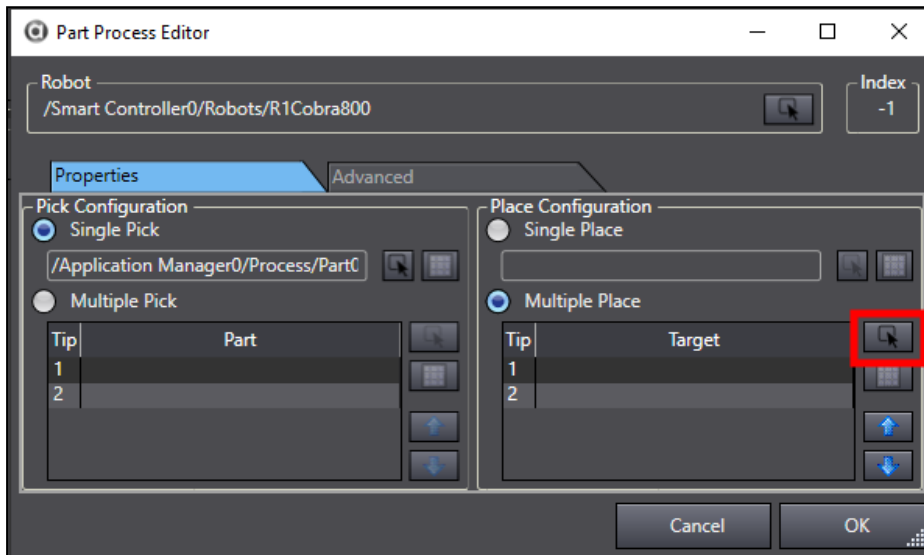 Part Process Editor
Robot
/Smart Controller0/Robots/R1Cobra800
Index
-1
Properties
Advanced
Pick Configuration
Single Pick
/Application Manager0/Process/Part0
Multiple Pick
Tip Part
1
2
Place Configuration
Single Place
Multiple Place
Tip Target
1
2
Cancel
OK